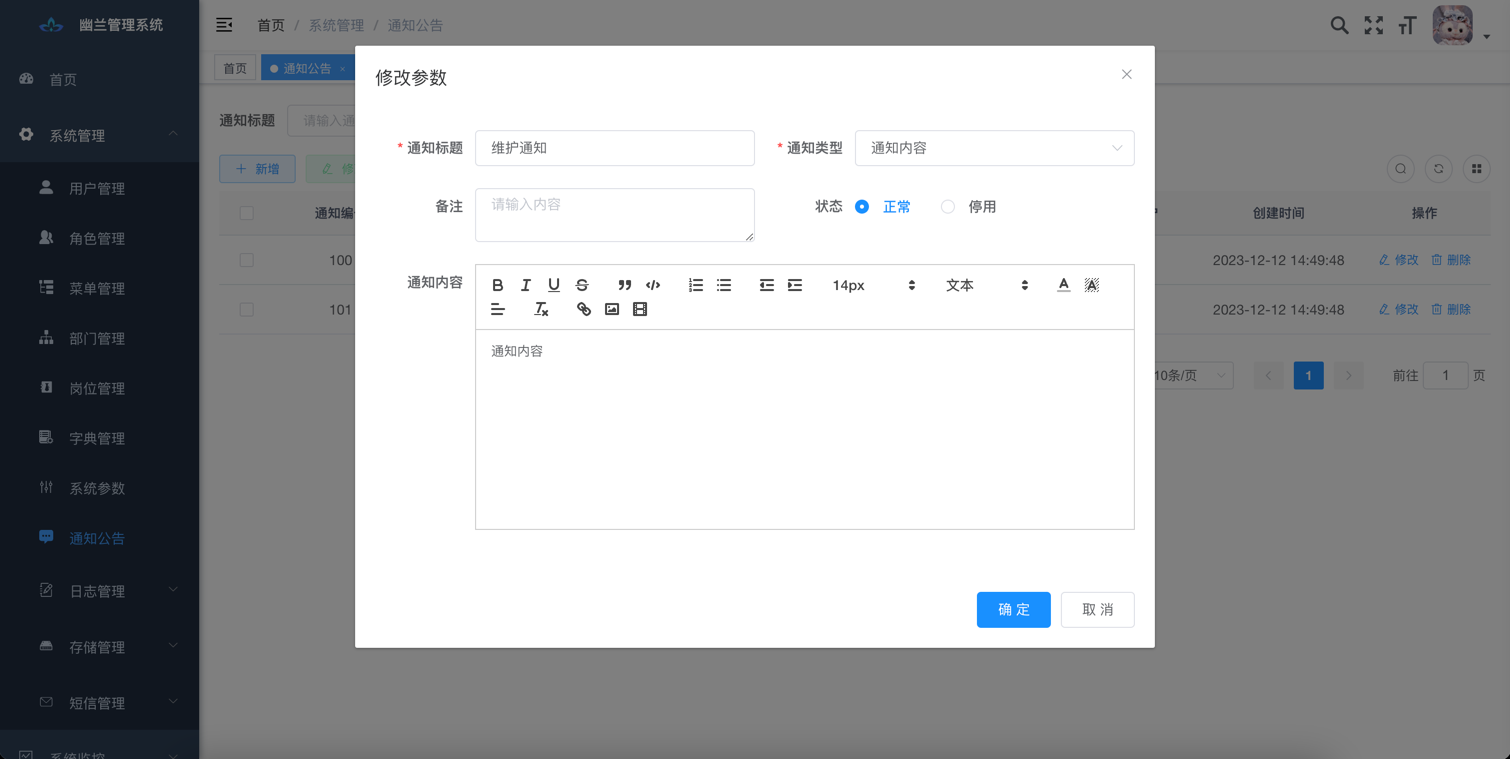 幽兰管理系统
首页 / 系统管理 / 通知公告
首页
系统管理
用户管理
角色管理
菜单管理
部门管理
岗位管理
字典管理
系统参数
通知公告
日志管理
存储管理
短信管理
系统监控
首页
通知公告 ×
通知标题 请输入通
+ 新增
修
通知编
创建时间
操作
100
2023-12-12 14:49:48 修改 删除
101
2023-12-12 14:49:48 修改 删除
10条/页
1
前往 1 页
修改参数
* 通知标题 维护通知
* 通知类型 通知内容
备注 请输入内容
状态 正常 停用
通知内容
14px
文本
通知内容
确 定
取 消